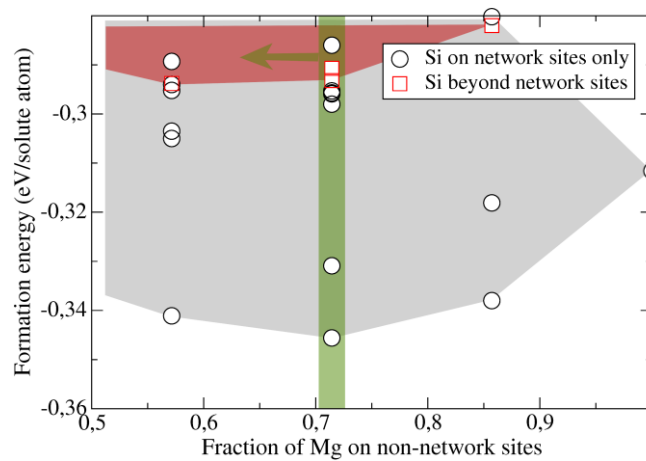 Formation energy (eV/solute atom)
-0,3
-0,32
-0,34
-0,36
0,5
0,6
0,7
0,8
0,9
Fraction of Mg on non-network sites
Si on network sites only
Si beyond network sites